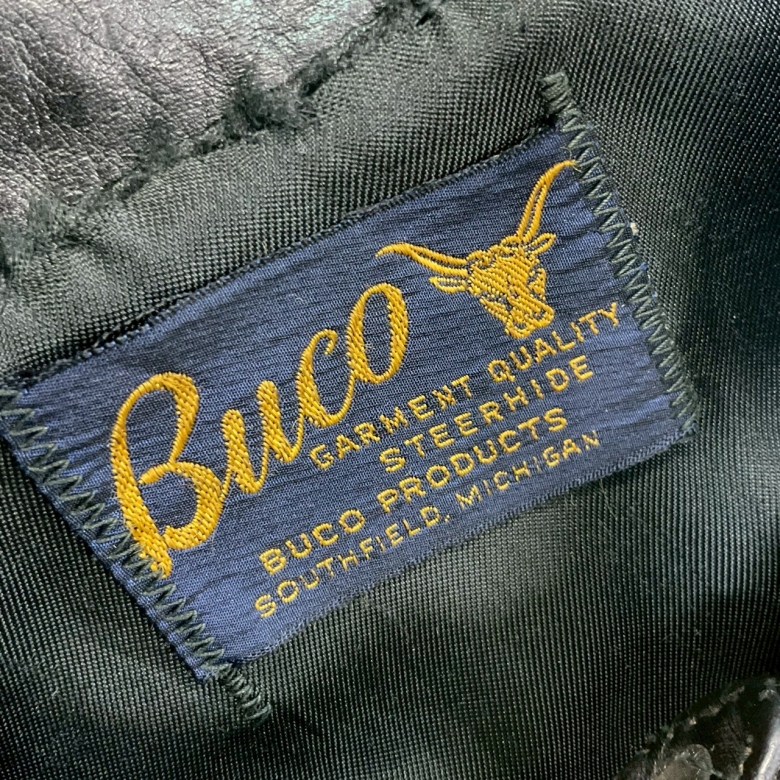 Buco
GARMENT QUALITY
STEERHIDE
BUCO PRODUCTS
SOUTHFIELD, MICHIGAN